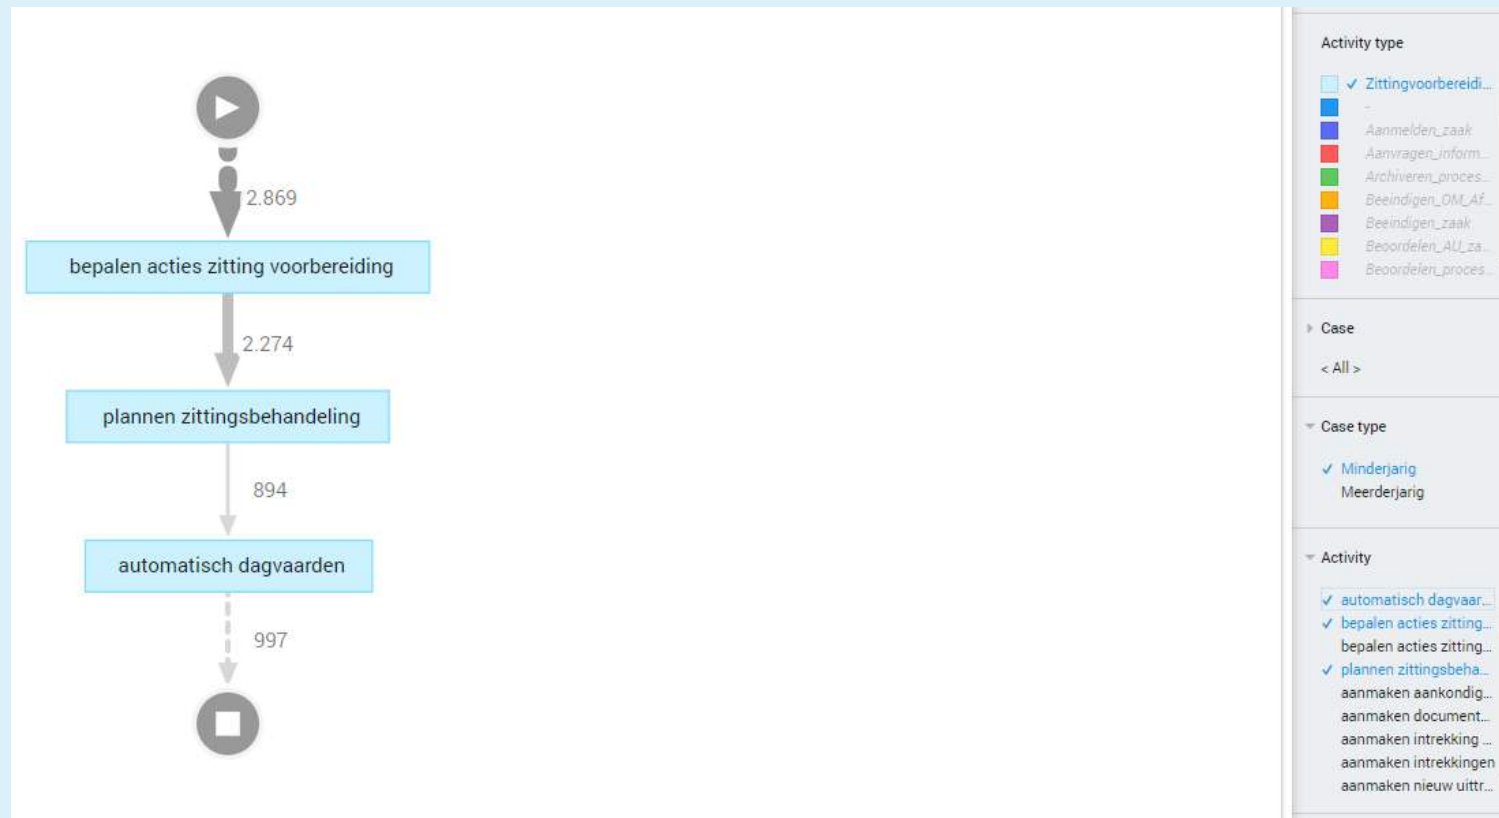 2.869
bepalen acties zitting voorbereiding
2.274
plannen zittingsbehandeling
894
automatisch dagvaarden
997
Activity type
Zittingvoorbereidi...
-
Aanmelden_zaak
Aanvragen_inform...
Archiveren_proces...
Beeindigen_OM_Af...
Beeindigen_zaak
Beoordelen_AU_za...
Beoordelen_proces...
Case
< All >
Case type
Minderjarig
Meerderjarig
Activity
automatisch dagvaar...
bepalen acties zitting...
bepalen acties zitting...
plannen zittingsbeha...
aanmaken aankondig...
aanmaken document...
aanmaken intrekking ...
aanmaken intrekkingen
aanmaken nieuw uittr...